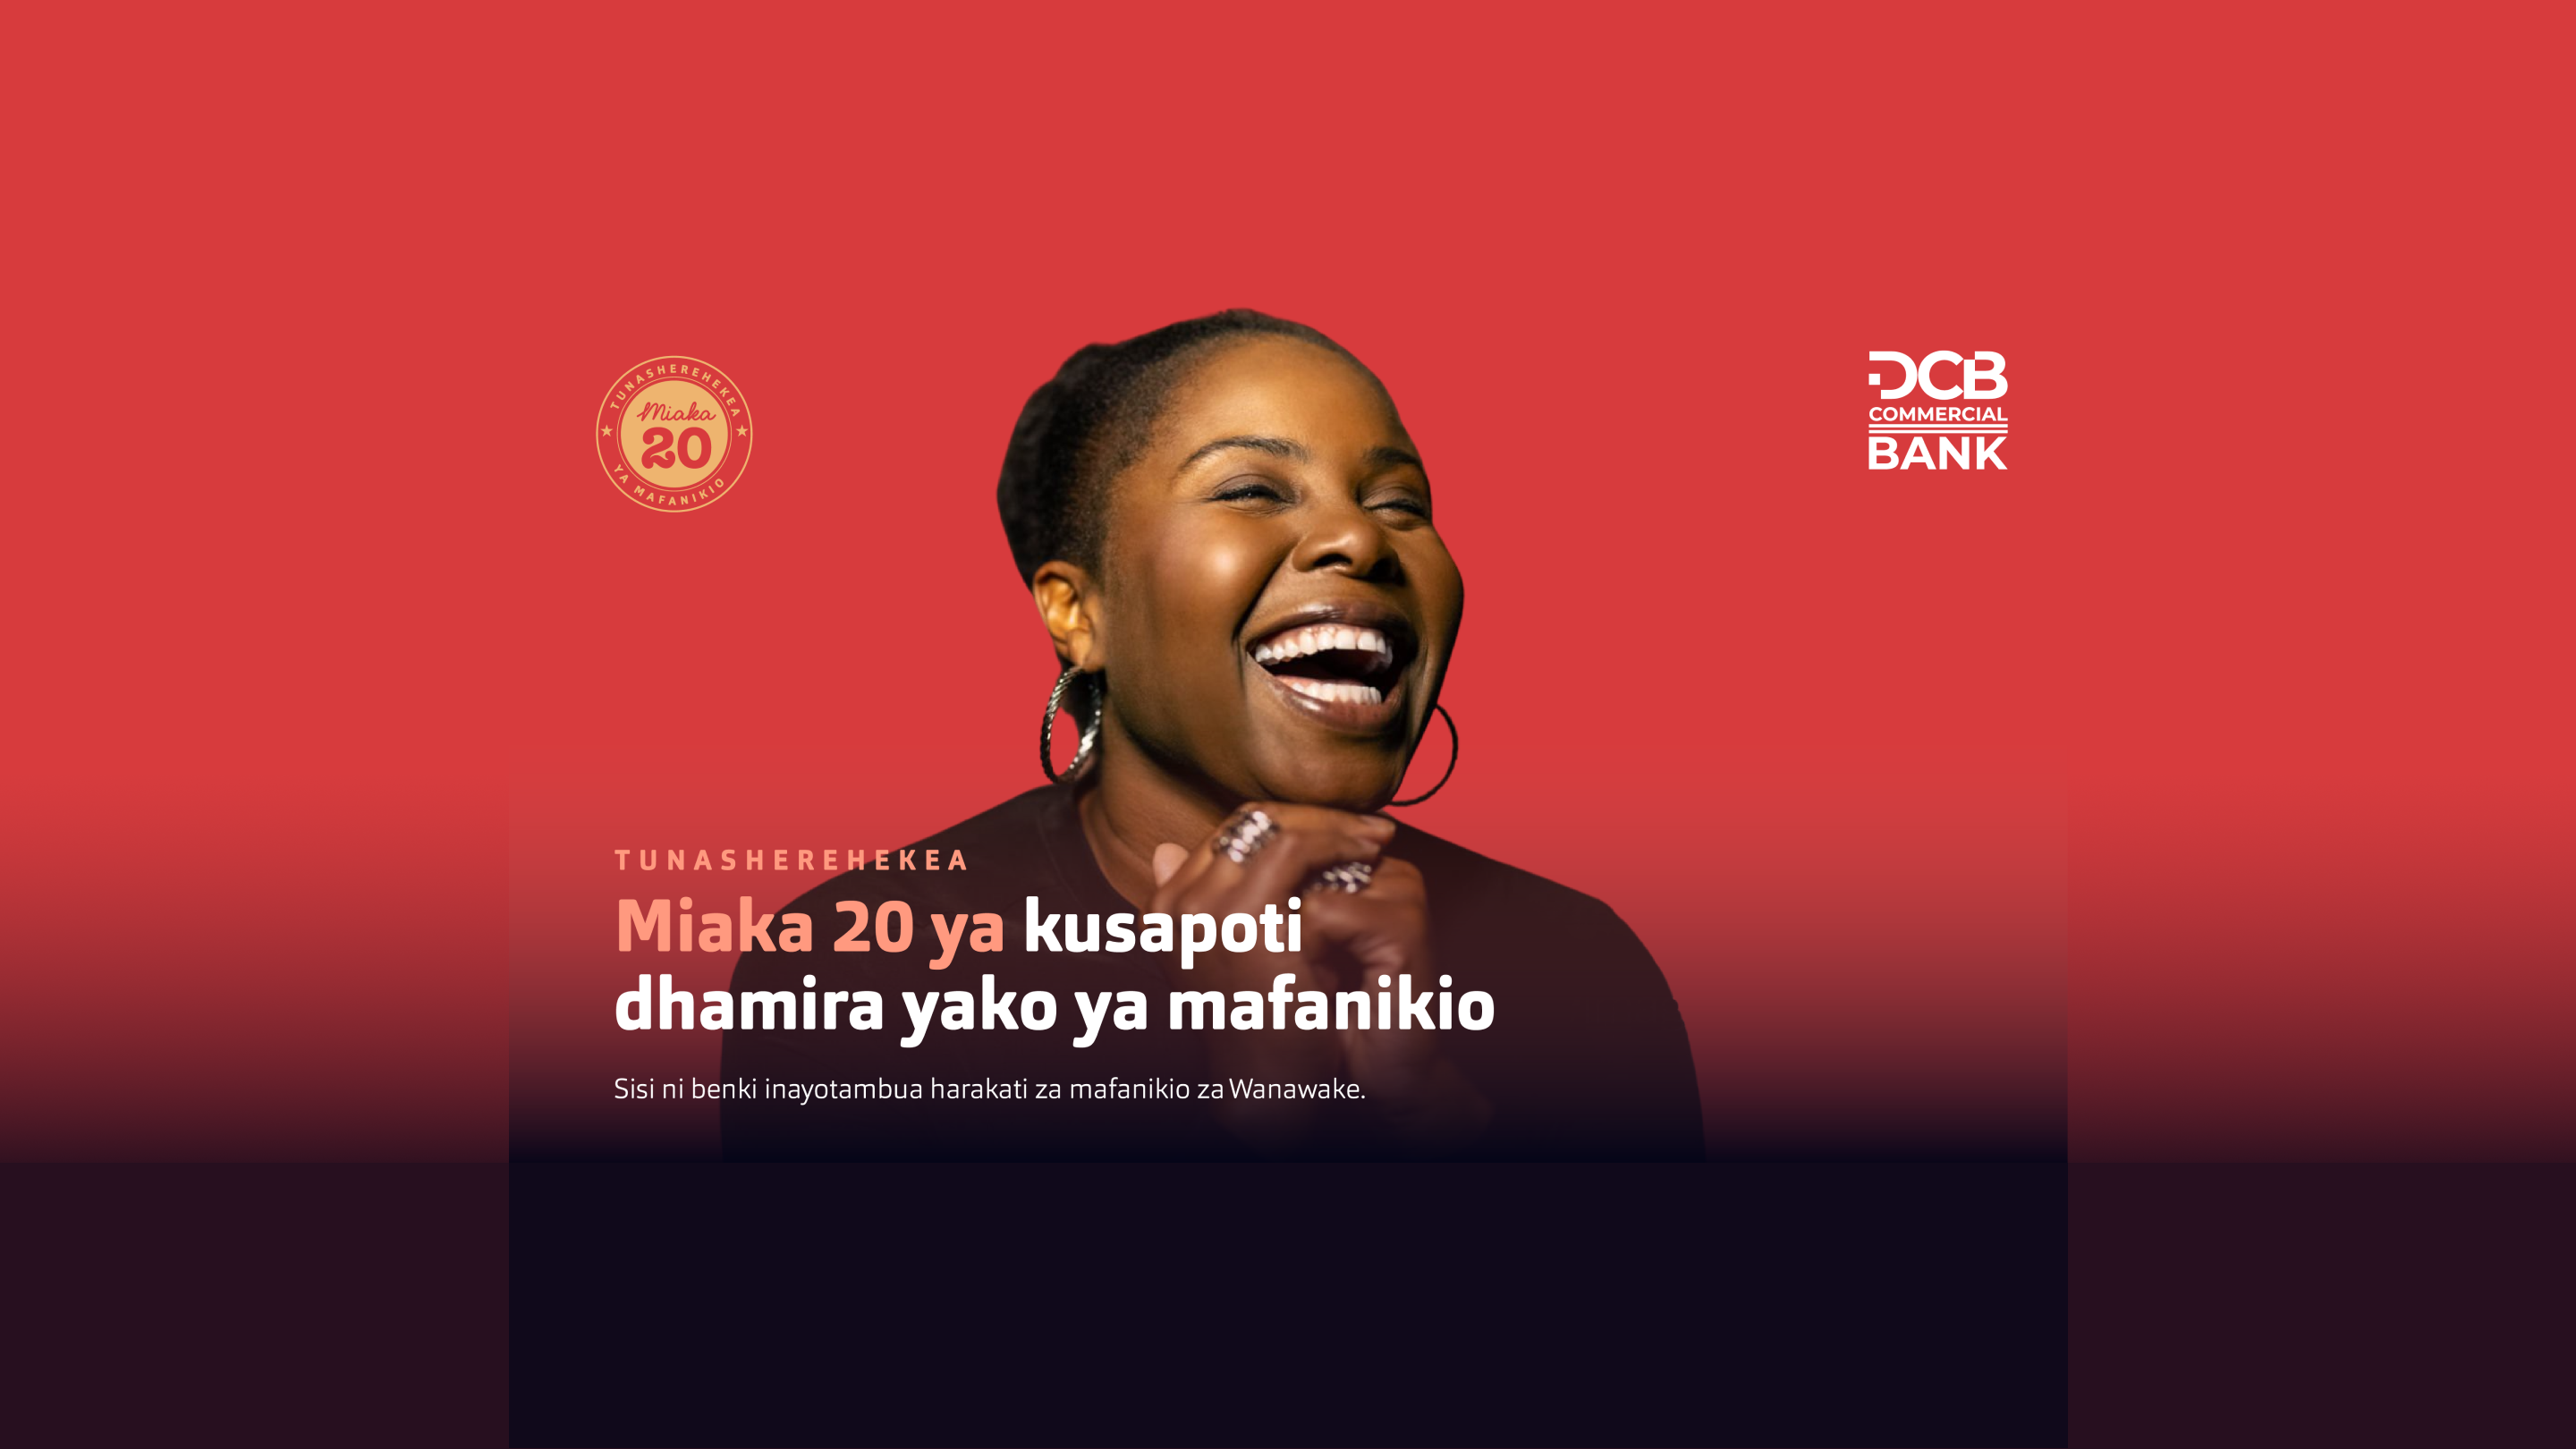 TUNASHEREHEKEA
Miaka
20
YA MAFANIKIO
DCB
COMMERCIAL
BANK
TUNASHEREHEKEA
Miaka 20 ya kusapoti
dhamira yako ya mafanikio
Sisi ni benki inayotambua harakati za mafanikio za Wanawake.